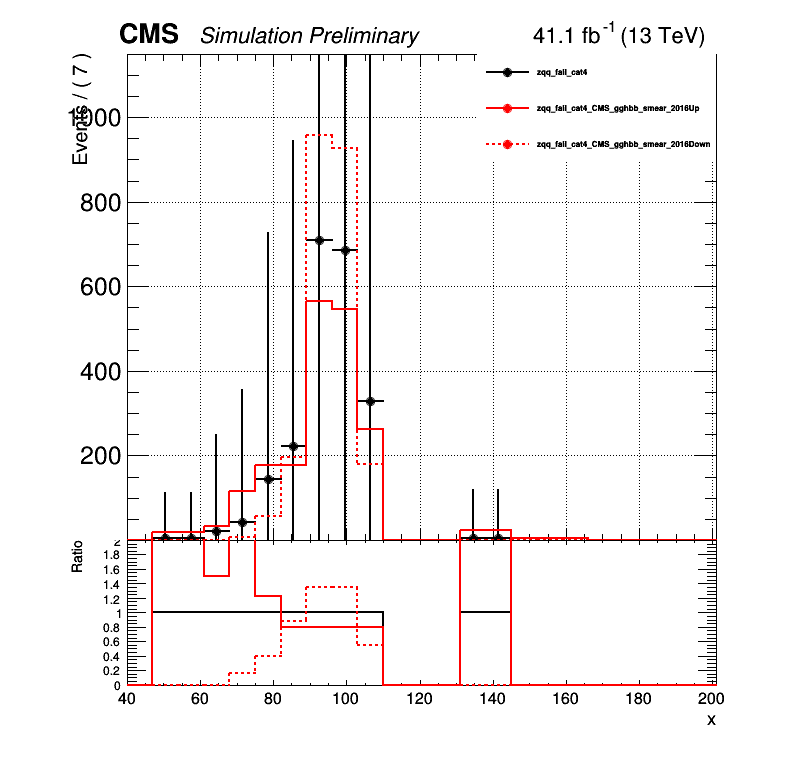 CMS Simulation Preliminary 41.1 fb-1 (13 TeV)
Events / ( 7 )
1000
800
600
400
200
zqq_fail_cat4
zqq_fail_cat4_CMS_gghbb_smear_2016Up
zqq_fail_cat4_CMS_gghbb_smear_2016Down
Ratio
2
1.8
1.6
1.4
1.2
1
0.8
0.6
0.4
0.2
0
40 60 80 100 120 140 160 180 200
x